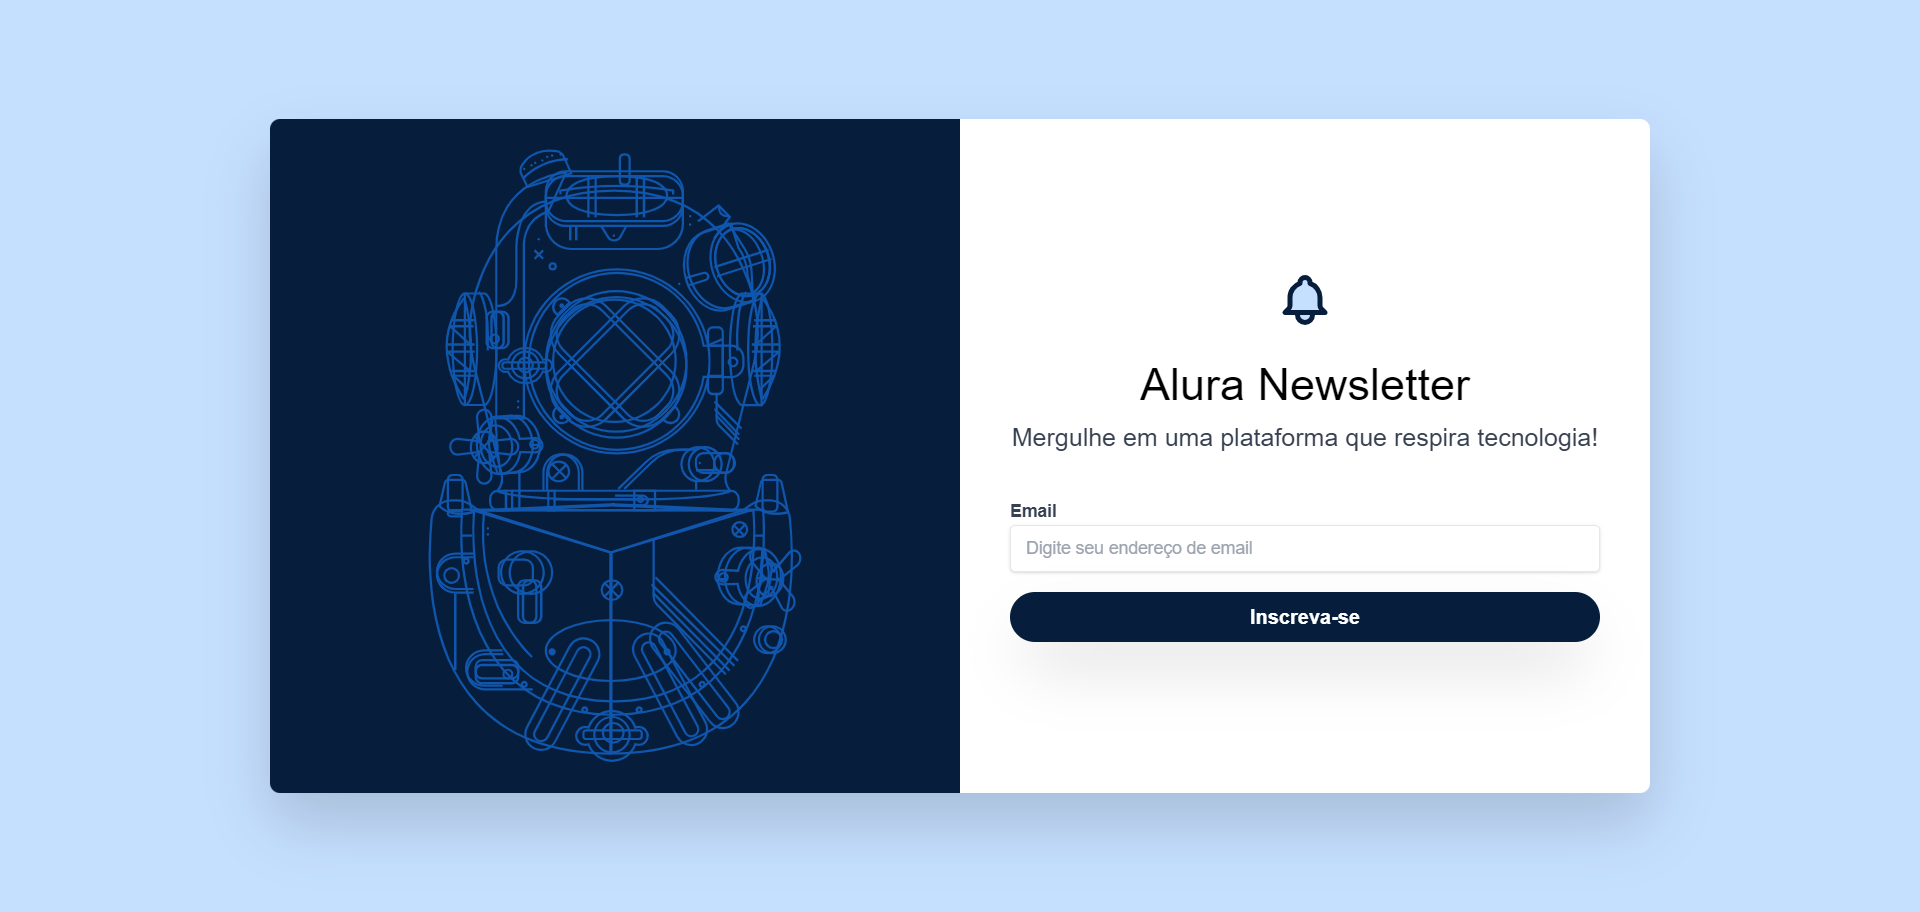 Alura Newsletter
Mergulhe em uma plataforma que respira tecnologia!
Email
Digite seu endereço de email
Inscreva-se